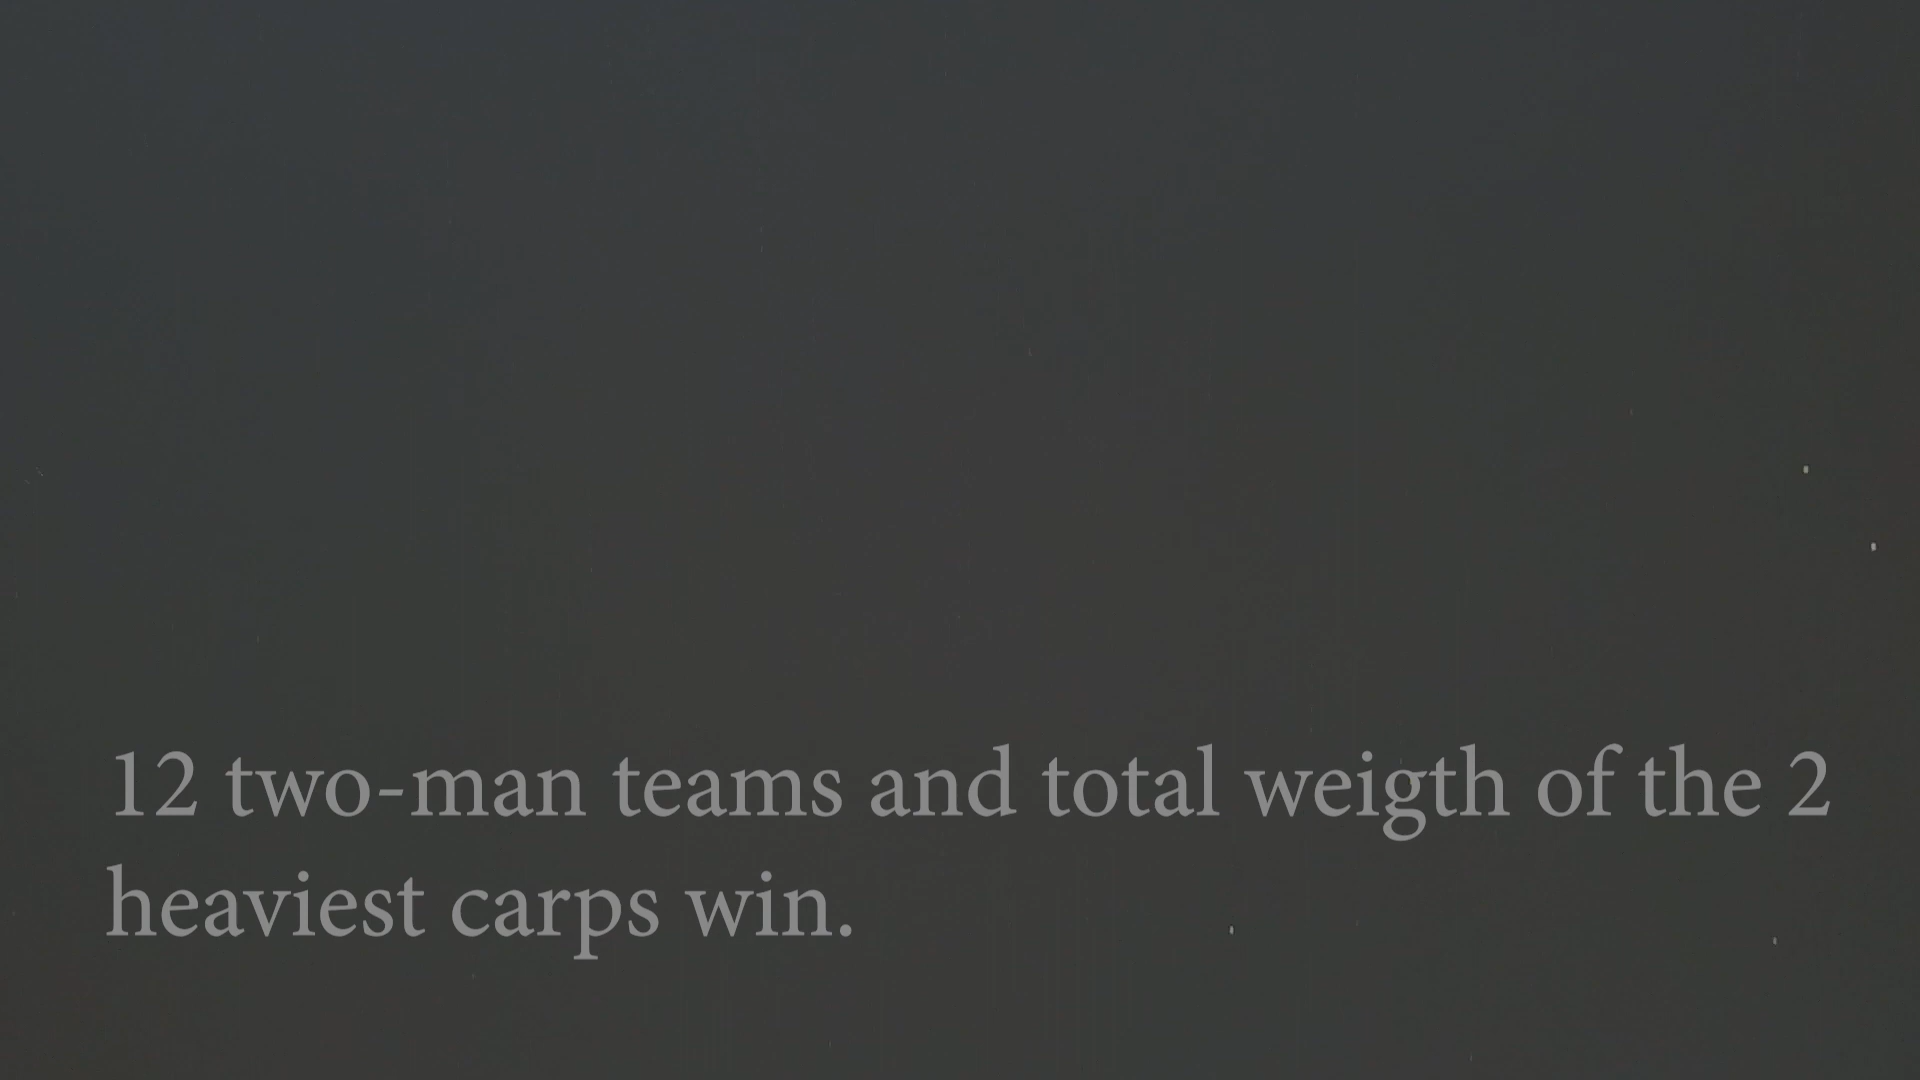 12 two-man teams and total weigth of the 2
heaviest carps win.